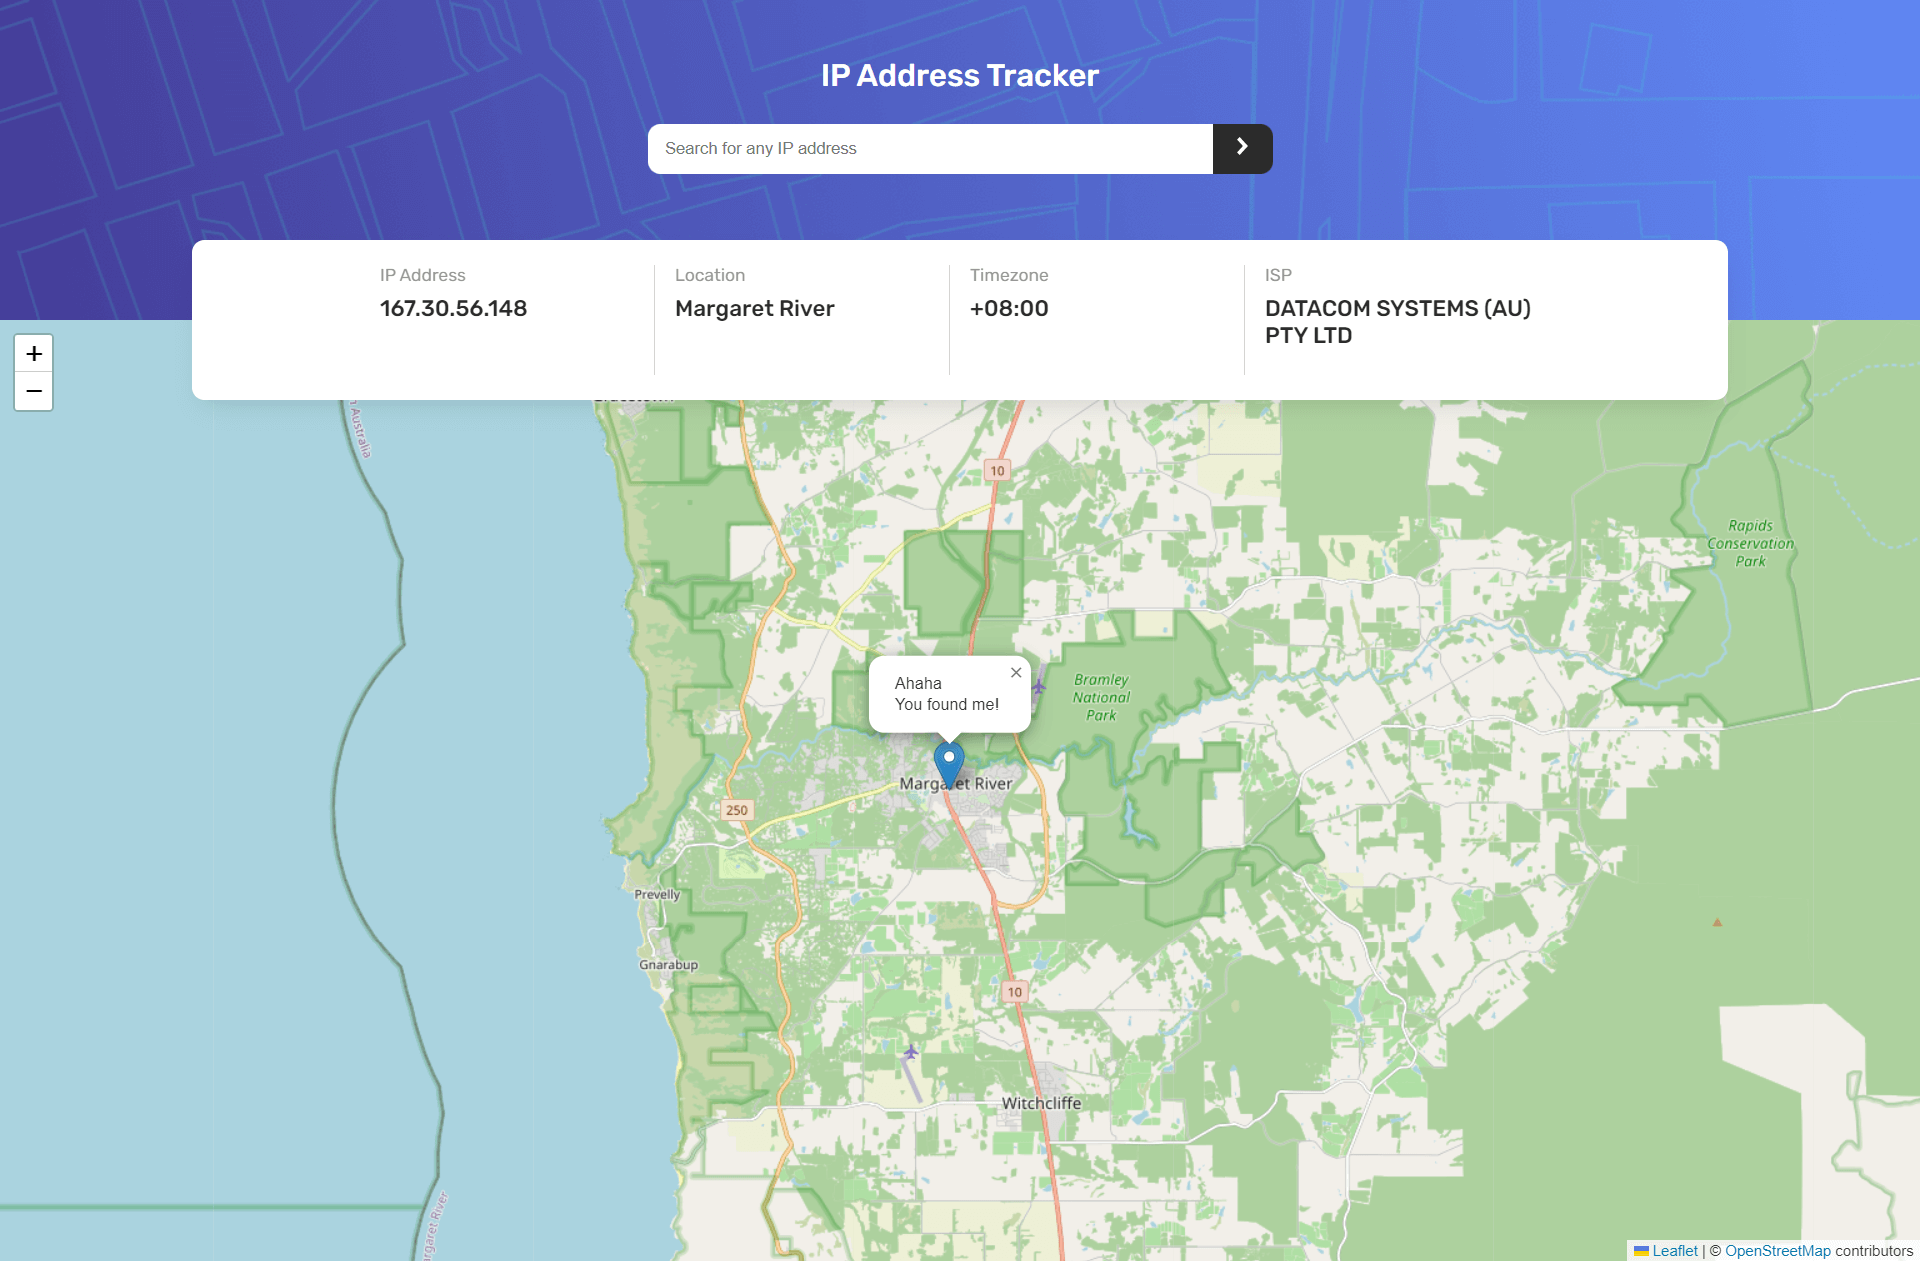 IP Address Tracker
Search for any IP address
IP Address
167.30.56.148
Location
Margaret River
Timezone
+08:00
ISP
DATACOM SYSTEMS (AU)
PTY LTD
+
−
Australia
10
Rapids
Conservation
Park
Ahaha
You found me!
×
Bramley
National
Park
Margaret River
250
Prevelly
Gnarabup
10
Witchcliffe
River
Leaflet | © OpenStreetMap contributors